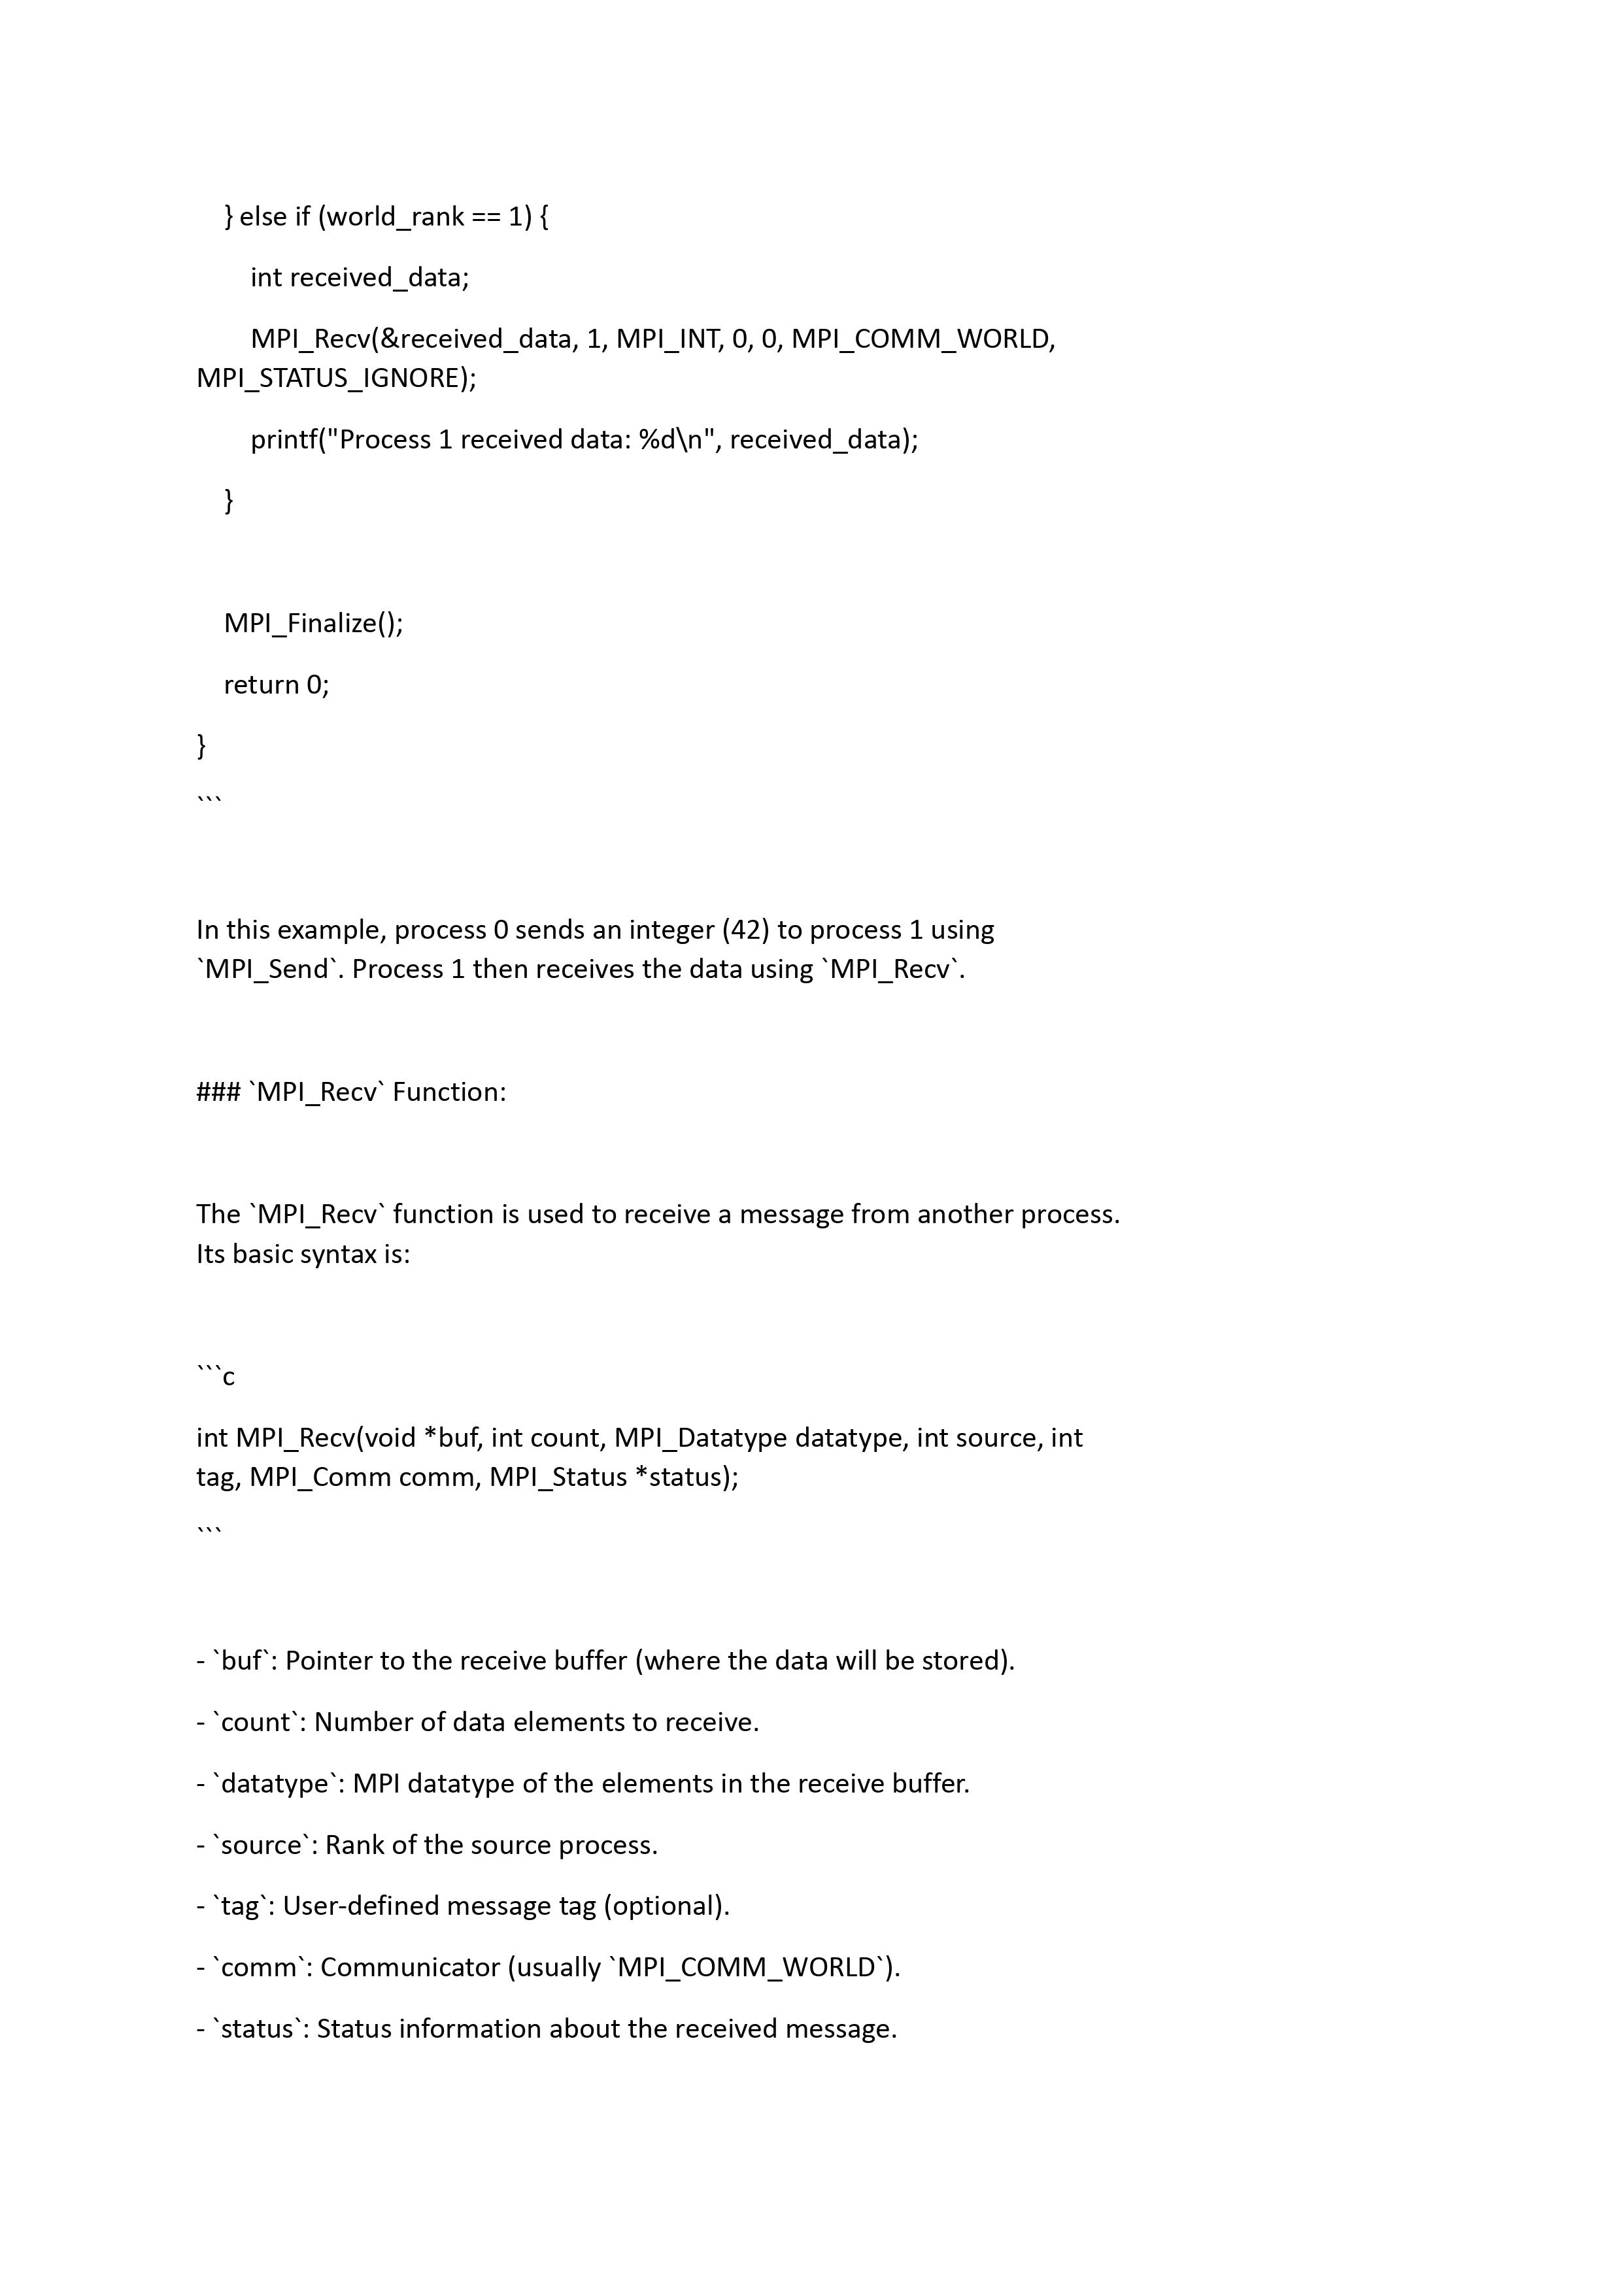 } else if (world_rank == 1) {
int received_data;
MPI_Recv(&received_data, 1, MPI_INT, 0, 0, MPI_COMM_WORLD,
MPI_STATUS_IGNORE);
printf("Process 1 received data: %d\n", received_data);
}
MPI_Finalize();
return 0;
}
```
In this example, process 0 sends an integer (42) to process 1 using
`MPI_Send`. Process 1 then receives the data using `MPI_Recv`.
### `MPI_Recv` Function:
The `MPI_Recv` function is used to receive a message from another process.
Its basic syntax is:
```c
int MPI_Recv(void *buf, int count, MPI_Datatype datatype, int source, int
tag, MPI_Comm comm, MPI_Status *status);
```
- `buf`: Pointer to the receive buffer (where the data will be stored).
- `count`: Number of data elements to receive.
- `datatype`: MPI datatype of the elements in the receive buffer.
- `source`: Rank of the source process.
- `tag`: User-defined message tag (optional).
- `comm`: Communicator (usually `MPI_COMM_WORLD`).
- `status`: Status information about the received message.